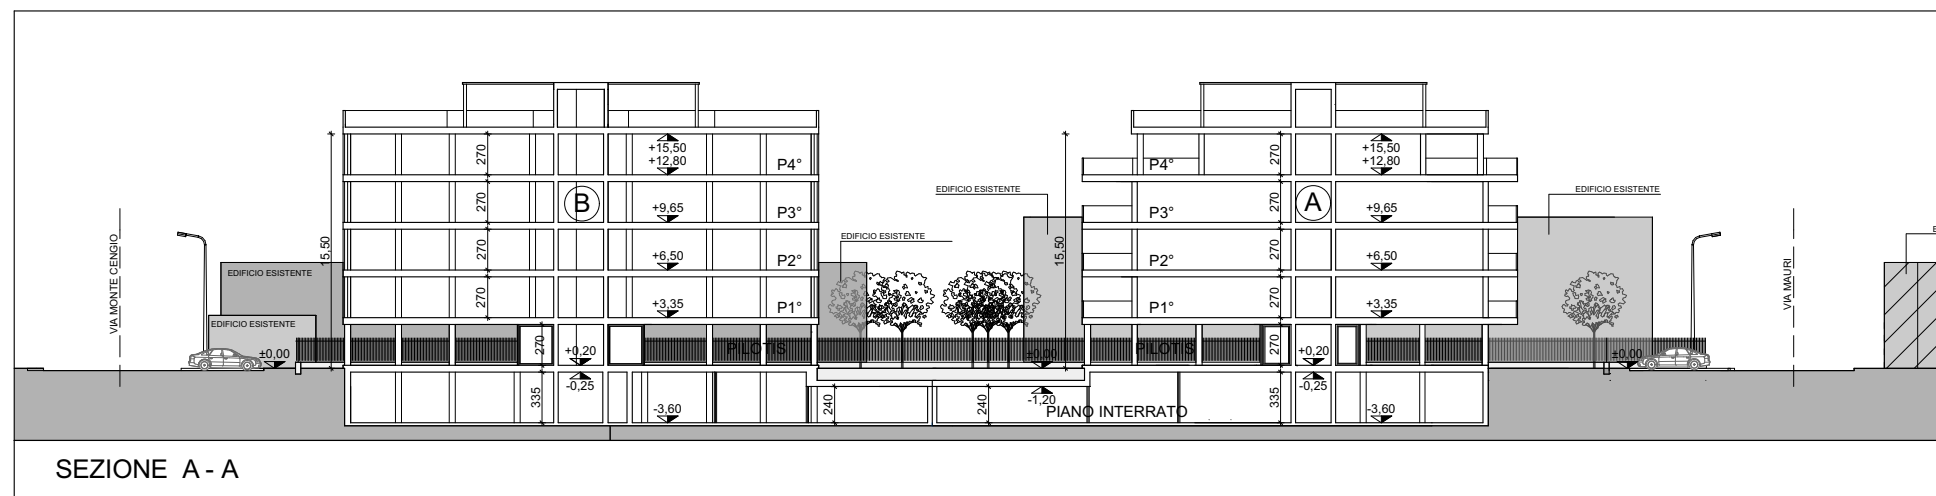 VIA MONTE CENGIO
EDIFICIO ESISTENTE
EDIFICIO ESISTENTE
±0,00
15,50
270
270
270
270
270
335
B
+15,50
+12,80
+9,65
+6,50
+3,35
+0,20
-0,25
-3,60
P4°
P3°
P2°
P1°
PILOTIS
EDIFICIO ESISTENTE
240
EDIFICIO ESISTENTE
15,50
±0,00
240
-1,20
PIANO INTERRATO
P4°
P3°
P2°
P1°
PILOTIS
270
270
270
270
270
335
A
+15,50
+12,80
+9,65
+6,50
+3,35
+0,20
-0,25
-3,60
EDIFICIO ESISTENTE
±0,00
VIA MAURI
E
SEZIONE A - A